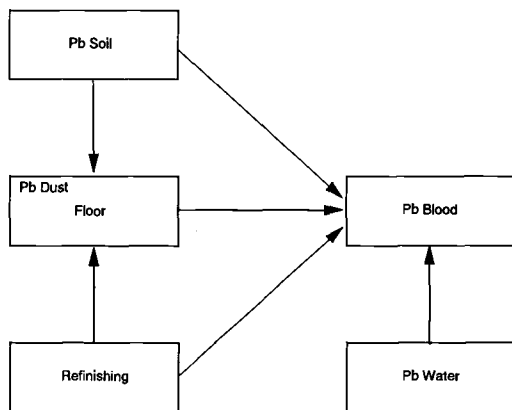 Pb Soil
Pb Dust
Floor
Pb Blood
Refinishing
Pb Water